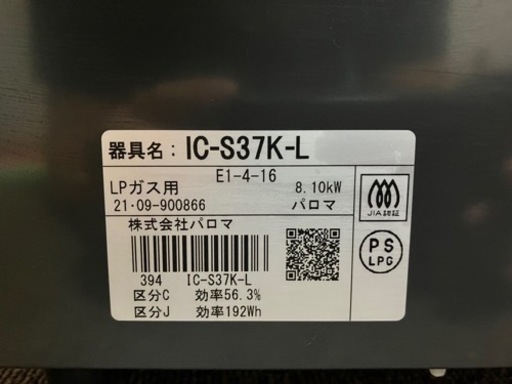 器具名：IC-S37K-L
E1-4-16
LPガス用 8.10kW
21・09-900866 パロマ
株式会社パロマ
394 IC-S37K-L
区分C 効率56.3%
区分J 効率192Wh
JIA認証
PS
LPG